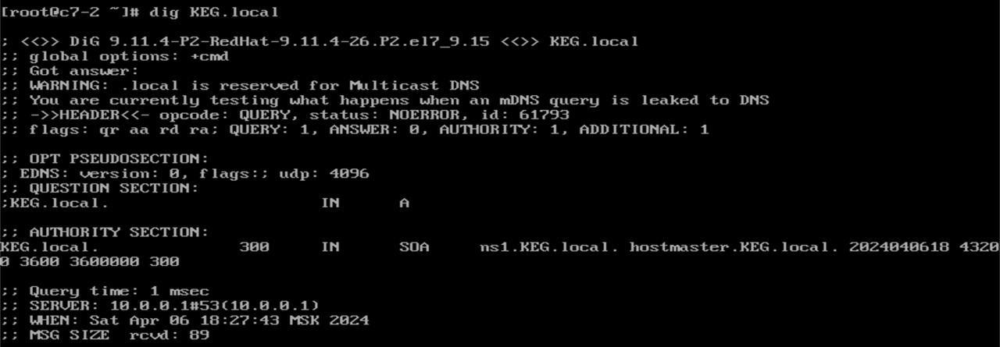 [root@c7-2 ~]# dig KEG.local
; <<>> DiG 9.11.4-P2-RedHat-9.11.4-26.P2.el7_9.15 <<>> KEG.local
;; global options: +cmd
;; Got answer:
;; WARNING: .local is reserved for Multicast DNS
;; You are currently testing what happens when an mDNS query is leaked to DNS
;; ->>HEADER<<- opcode: QUERY, status: NOERROR, id: 61793
;; flags: qr aa rd ra; QUERY: 1, ANSWER: 0, AUTHORITY: 1, ADDITIONAL: 1
;; OPT PSEUDOSECTION:
; EDNS: version: 0, flags:; udp: 4096
;; QUESTION SECTION:
;KEG.local. IN A
;; AUTHORITY SECTION:
KEG.local. 300 IN SOA ns1.KEG.local. hostmaster.KEG.local. 2024040618 4320
0 3600 3600000 300
;; Query time: 1 msec
;; SERVER: 10.0.0.1#53(10.0.0.1)
;; WHEN: Sat Apr 06 18:27:43 MSK 2024
;; MSG SIZE rcvd: 89